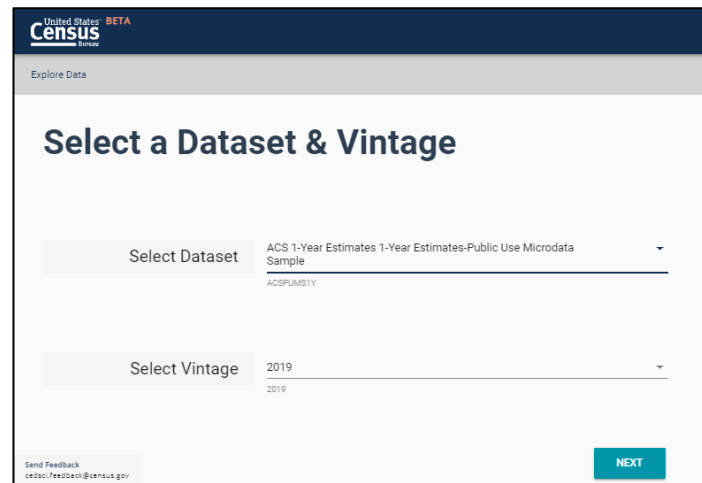 United States® BETA
Census
Bureau
Explore Data
Select a Dataset & Vintage
Select Dataset
ACS 1-Year Estimates 1-Year Estimates-Public Use Microdata
Sample
ACSPUMS1Y
Select Vintage
2019
2019
Send Feedback
cedsci.feedback@census.gov
NEXT